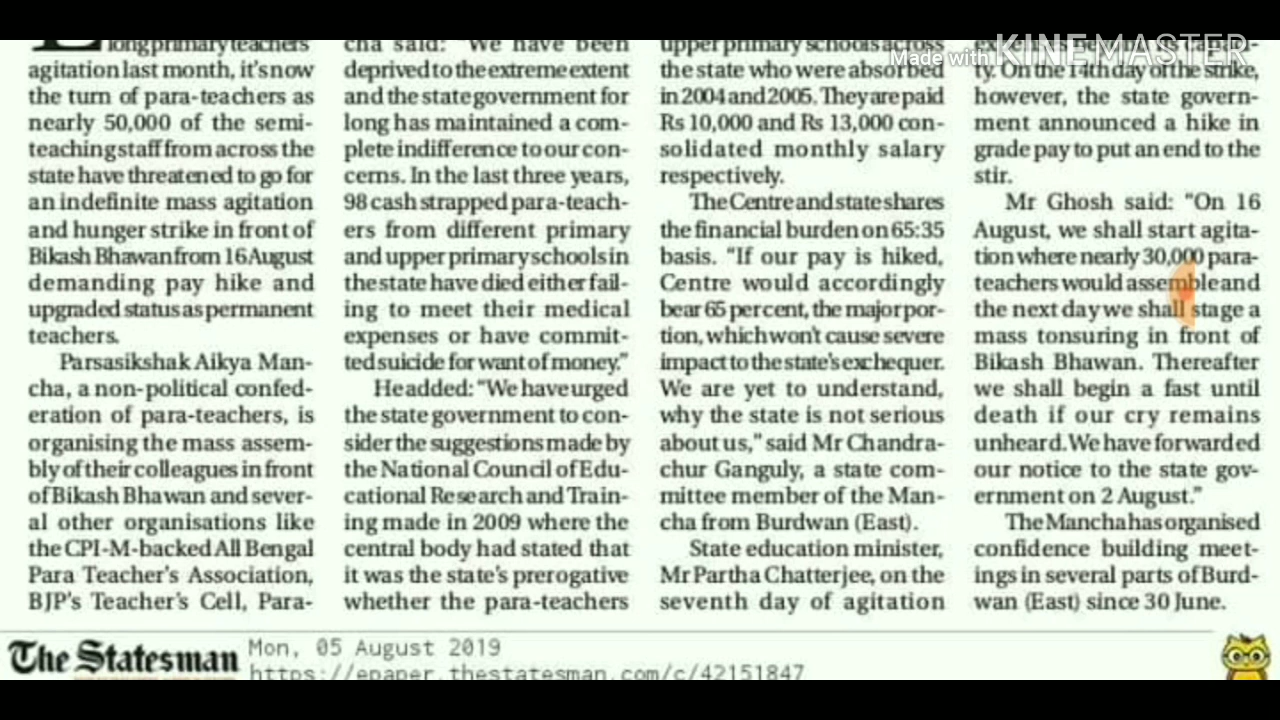 long primary teachers'
agitation last month, it's now
the turn of para-teachers as
nearly 50,000 of the semi-
teaching staff from across the
state have threatened to go for
an indefinite mass agitation
and hunger strike in front of
Bikash Bhawan from 16 August
demanding pay hike and
upgraded status as permanent
teachers.
Parsasikshak Aikya Man-
cha, a non-political confed-
eration of para-teachers, is
organising the mass assem-
bly of their colleagues in front
of Bikash Bhawan and sever-
al other organisations like
the CPI-M-backed All Bengal
Para Teacher's Association,
BJP's Teacher's Cell, Para-
cha said: "We have been
deprived to the extreme extent
and the state government for
long has maintained a com-
plete indifference to our con-
cerns. In the last three years,
98 cash strapped para-teach-
ers from different primary
and upper primary schools in
the state have died either fail-
ing to meet their medical
expenses or have commit-
ted suicide for want of money."
He added: "We have urged
the state government to con-
sider the suggestions made by
the National Council of Edu-
cational Research and Train-
ing made in 2009 where the
central body had stated that
it was the state's prerogative
whether the para-teachers
upper primary schools across
the state who were absorbed
in 2004 and 2005. They are paid
Rs 10,000 and Rs 13,000 con-
solidated monthly salary
respectively.
The Centre and state shares
the financial burden on 65:35
basis. "If our pay is hiked,
Centre would accordingly
bear 65 per cent, the major por-
tion, which won't cause severe
impact to the state's exchequer.
We are yet to understand,
why the state is not serious
about us," said Mr Chandra-
chur Ganguly, a state com-
mittee member of the Man-
cha from Burdwan (East).
State education minister,
Mr Partha Chatterjee, on the
seventh day of agitation
Made with KINEMASTER
ty. On the 14th day of the strike,
however, the state govern-
ment announced a hike in
grade pay to put an end to the
stir.
Mr Ghosh said: "On 16
August, we shall start agita-
tion where nearly 30,000 para-
teachers would assemble and
the next day we shall stage a
mass tonsuring in front of
Bikash Bhawan. Thereafter
we shall begin a fast until
death if our cry remains
unheard. We have forwarded
our notice to the state gov-
ernment on 2 August."
The Mancha has organised
confidence building meet-
ings in several parts of Burd-
wan (East) since 30 June.
The Statesman
Mon, 05 August 2019
https://epaper.thestatesman.com/c/42151847